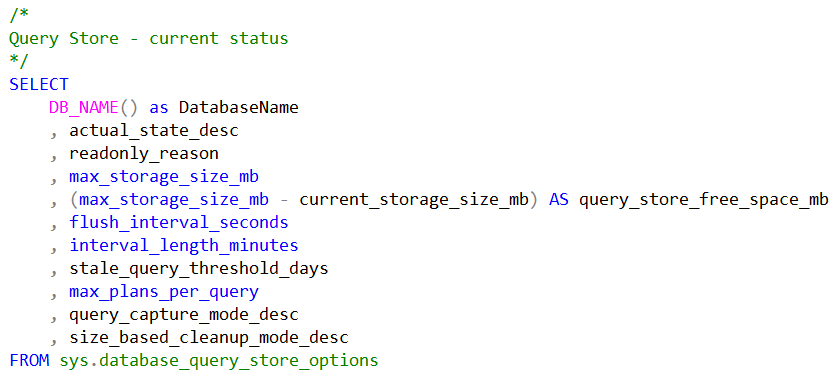 /*
Query Store - current status
*/
SELECT
    DB_NAME() as DatabaseName
    , actual_state_desc
    , readonly_reason
    , max_storage_size_mb
    , (max_storage_size_mb - current_storage_size_mb) AS query_store_free_space_mb
    , flush_interval_seconds
    , interval_length_minutes
    , stale_query_threshold_days
    , max_plans_per_query
    , query_capture_mode_desc
    , size_based_cleanup_mode_desc
FROM sys.database_query_store_options